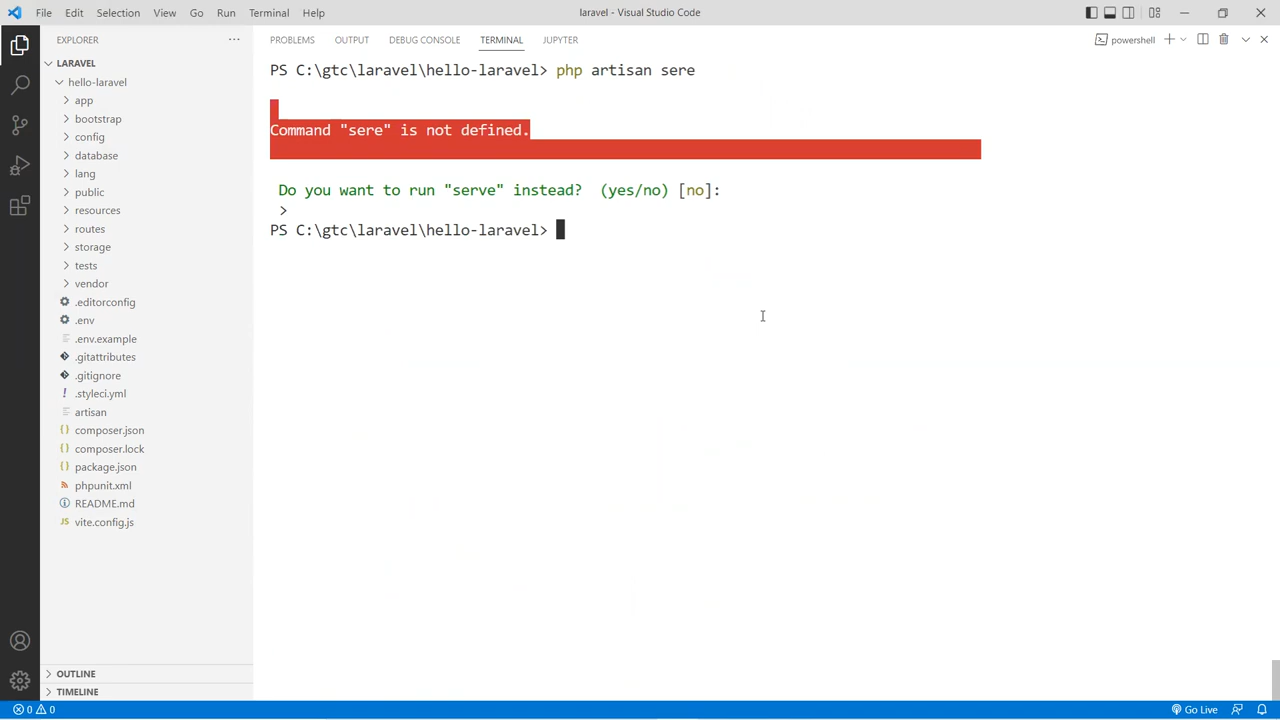 File Edit Selection View Go Run Terminal Help
laravel - Visual Studio Code
EXPLORER
LARAVEL
hello-laravel
app
bootstrap
config
database
lang
public
resources
routes
storage
tests
vendor
.editorconfig
.env
.env.example
.gitattributes
.gitignore
.styleci.yml
artisan
composer.json
composer.lock
package.json
phpunit.xml
README.md
vite.config.js
OUTLINE
TIMELINE
PROBLEMS OUTPUT DEBUG CONSOLE TERMINAL JUPYTER
powershell
PS C:\gtc\laravel\hello-laravel> php artisan sere
Command "sere" is not defined.
Do you want to run "serve" instead?  (yes/no) [no]:
>
PS C:\gtc\laravel\hello-laravel>
0 0
Go Live